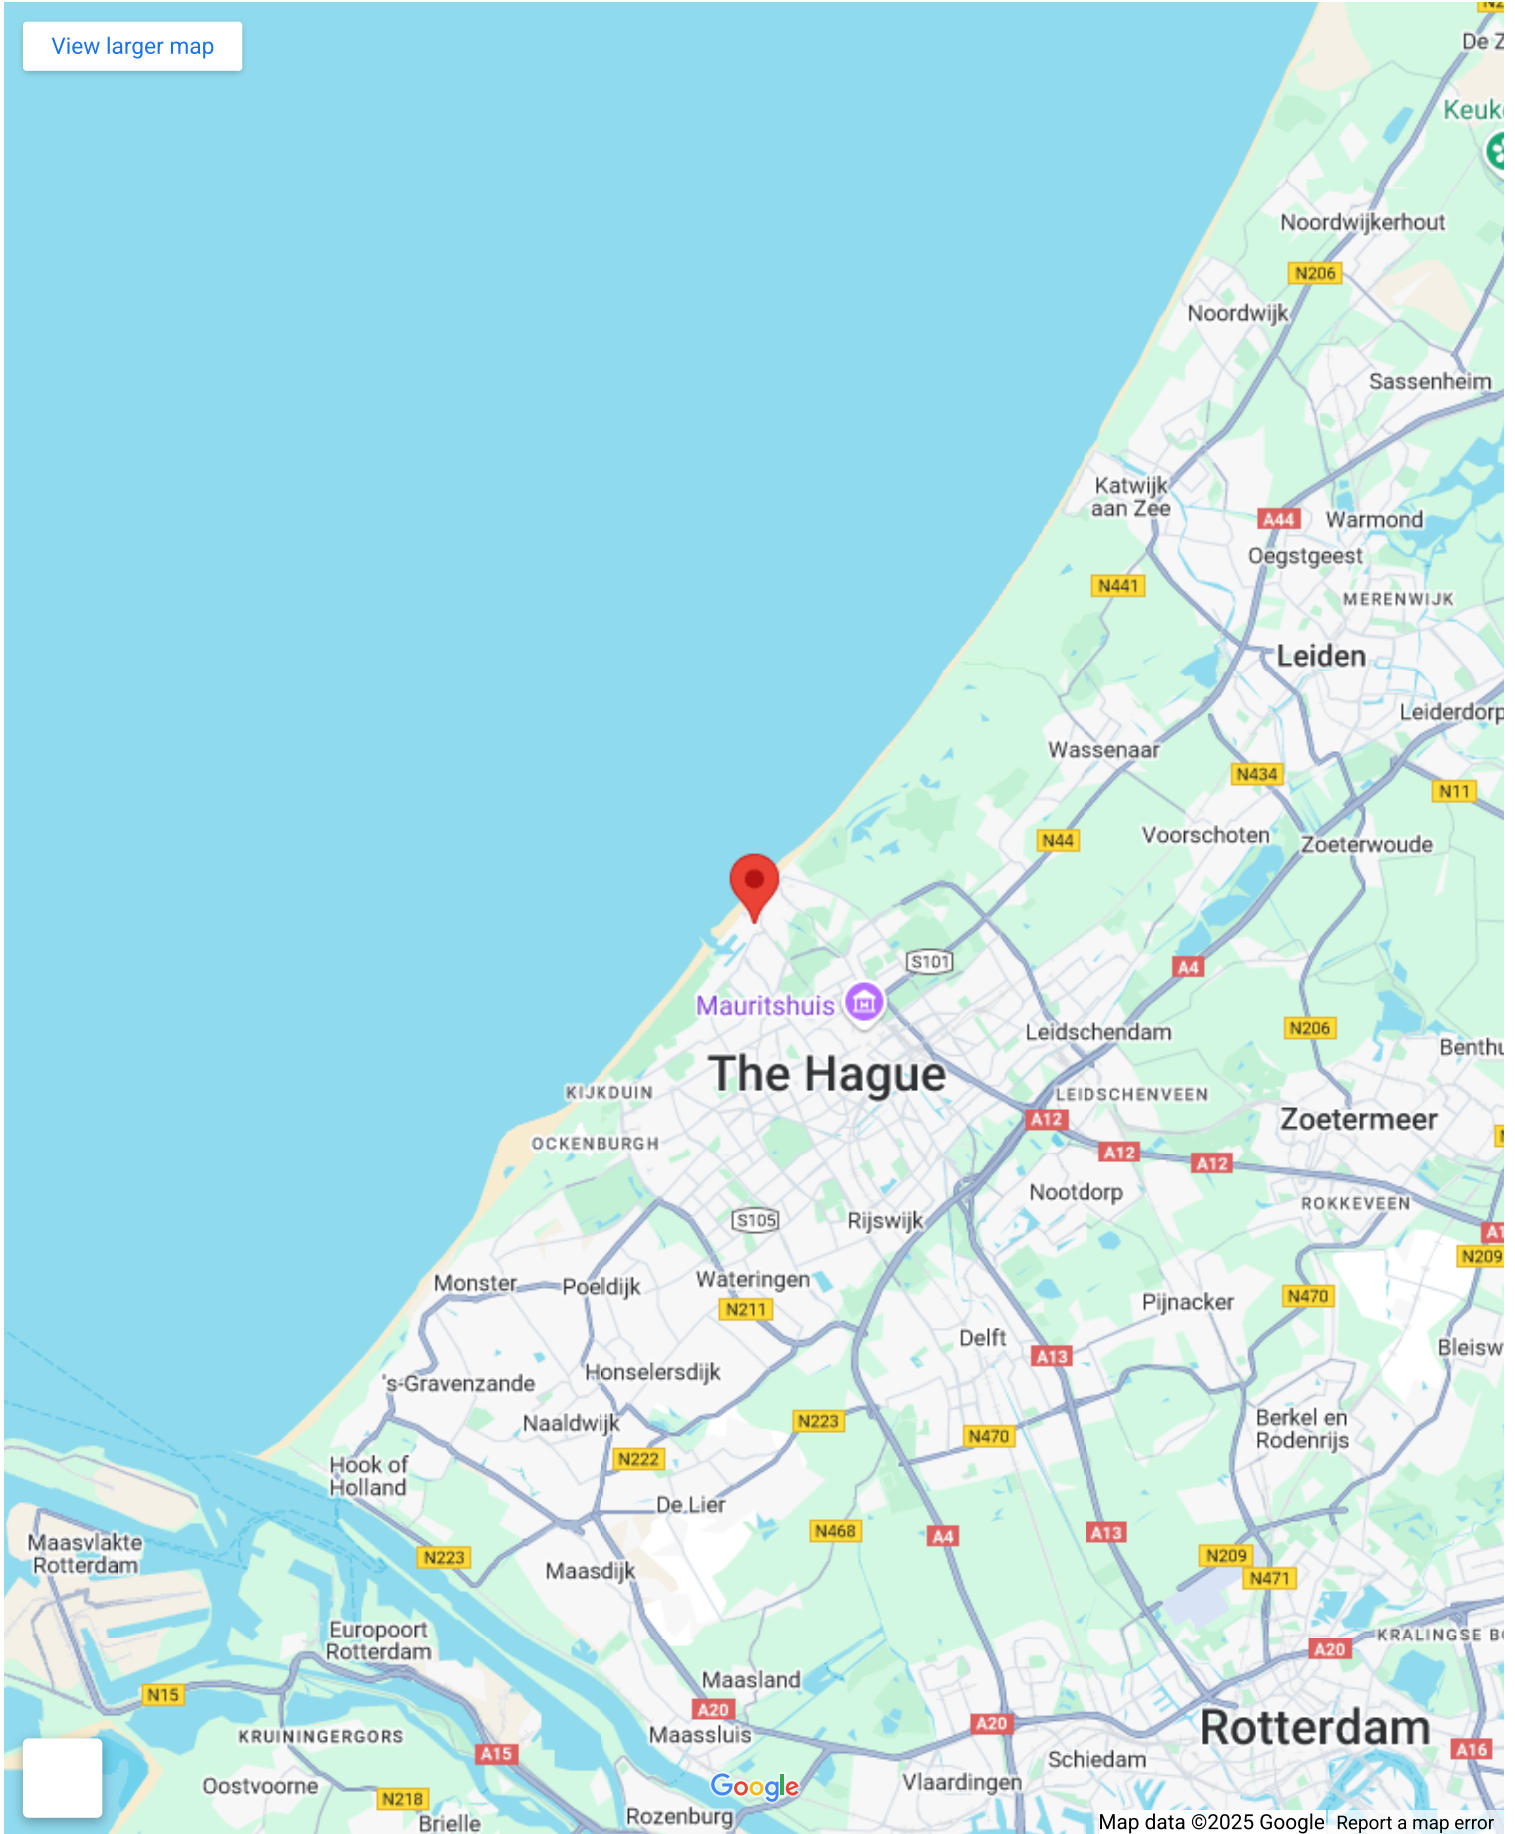 View larger map
De Z
Keuk
Noordwijkerhout
N206
Noordwijk
Sassenheim
Katwijk
aan Zee
A44
Warmond
Oegstgeest
N441
MERENWIJK
Leiden
Leiderdorp
Wassenaar
N434
N11
N44
Voorschoten
Zoeterwoude
S101
A4
Mauritshuis
N206
Leidschendam
Benthu
The Hague
KIJKDUIN
LEIDSCHENVEEN
A12
Zoetermeer
OCKENBURGH
A12
A12
Nootdorp
ROKKEVEEN
S105
Rijswijk
A1
N209
Monster
Poeldijk
Wateringen
N211
N470
Pijnacker
Delft
Bleisw
A13
Honselersdijk
's-Gravenzande
Naaldwijk
N223
Berkel en
Rodenrijs
N470
N222
Hook of
Holland
De Lier
Maasvlakte
Rotterdam
N468
A4
A13
N223
N209
Maasdijk
N471
Europoort
Rotterdam
KRALINGSE BO
A20
Maasland
N15
A20
A20
Rotterdam
KRUININGERGORS
Maassluis
A15
A16
Schiedam
Oostvoorne
Google
Vlaardingen
N218
Brielle
Rozenburg
Map data ©2025 Google
Report a map error